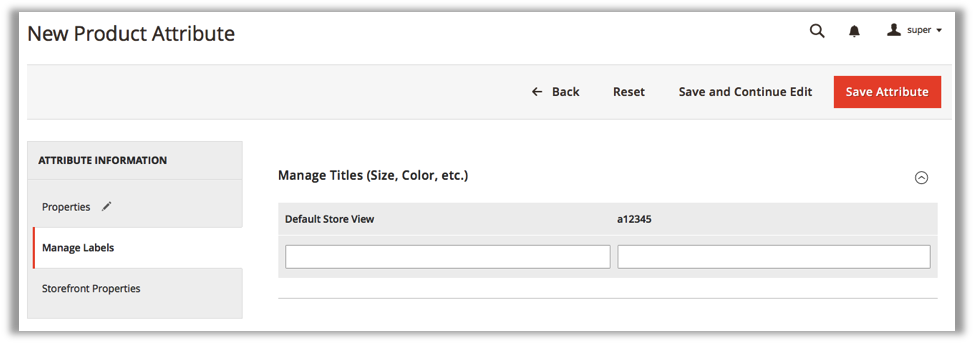 New Product Attribute
super
Back Reset Save and Continue Edit Save Attribute
ATTRIBUTE INFORMATION
Properties
Manage Labels
Storefront Properties
Manage Titles (Size, Color, etc.)
Default Store View a12345